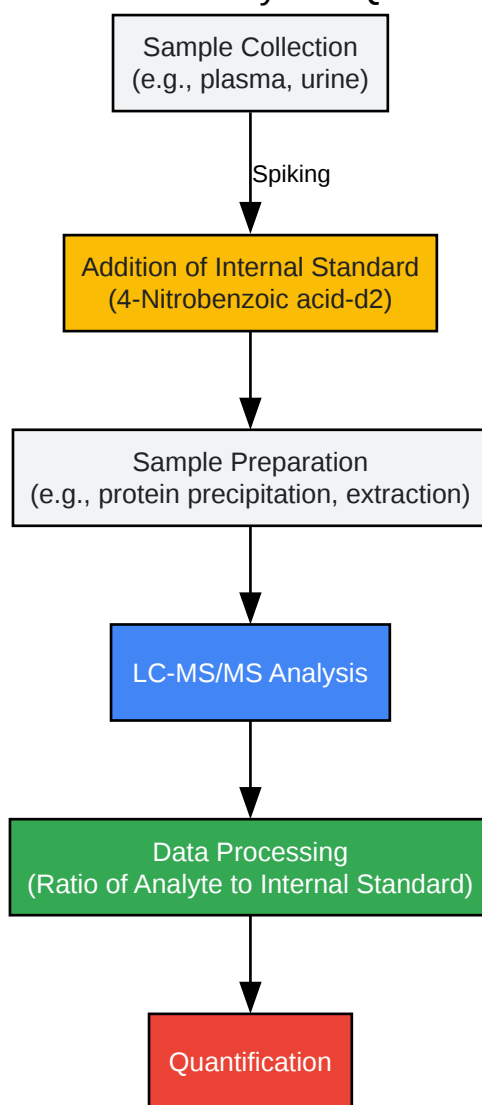 Sample Collection
(e.g., plasma, urine)
Spiking
Addition of Internal Standard
(4-Nitrobenzoic acid-d2)
Sample Preparation
(e.g., protein precipitation, extraction)
LC-MS/MS Analysis
Data Processing
(Ratio of Analyte to Internal Standard)
Quantification